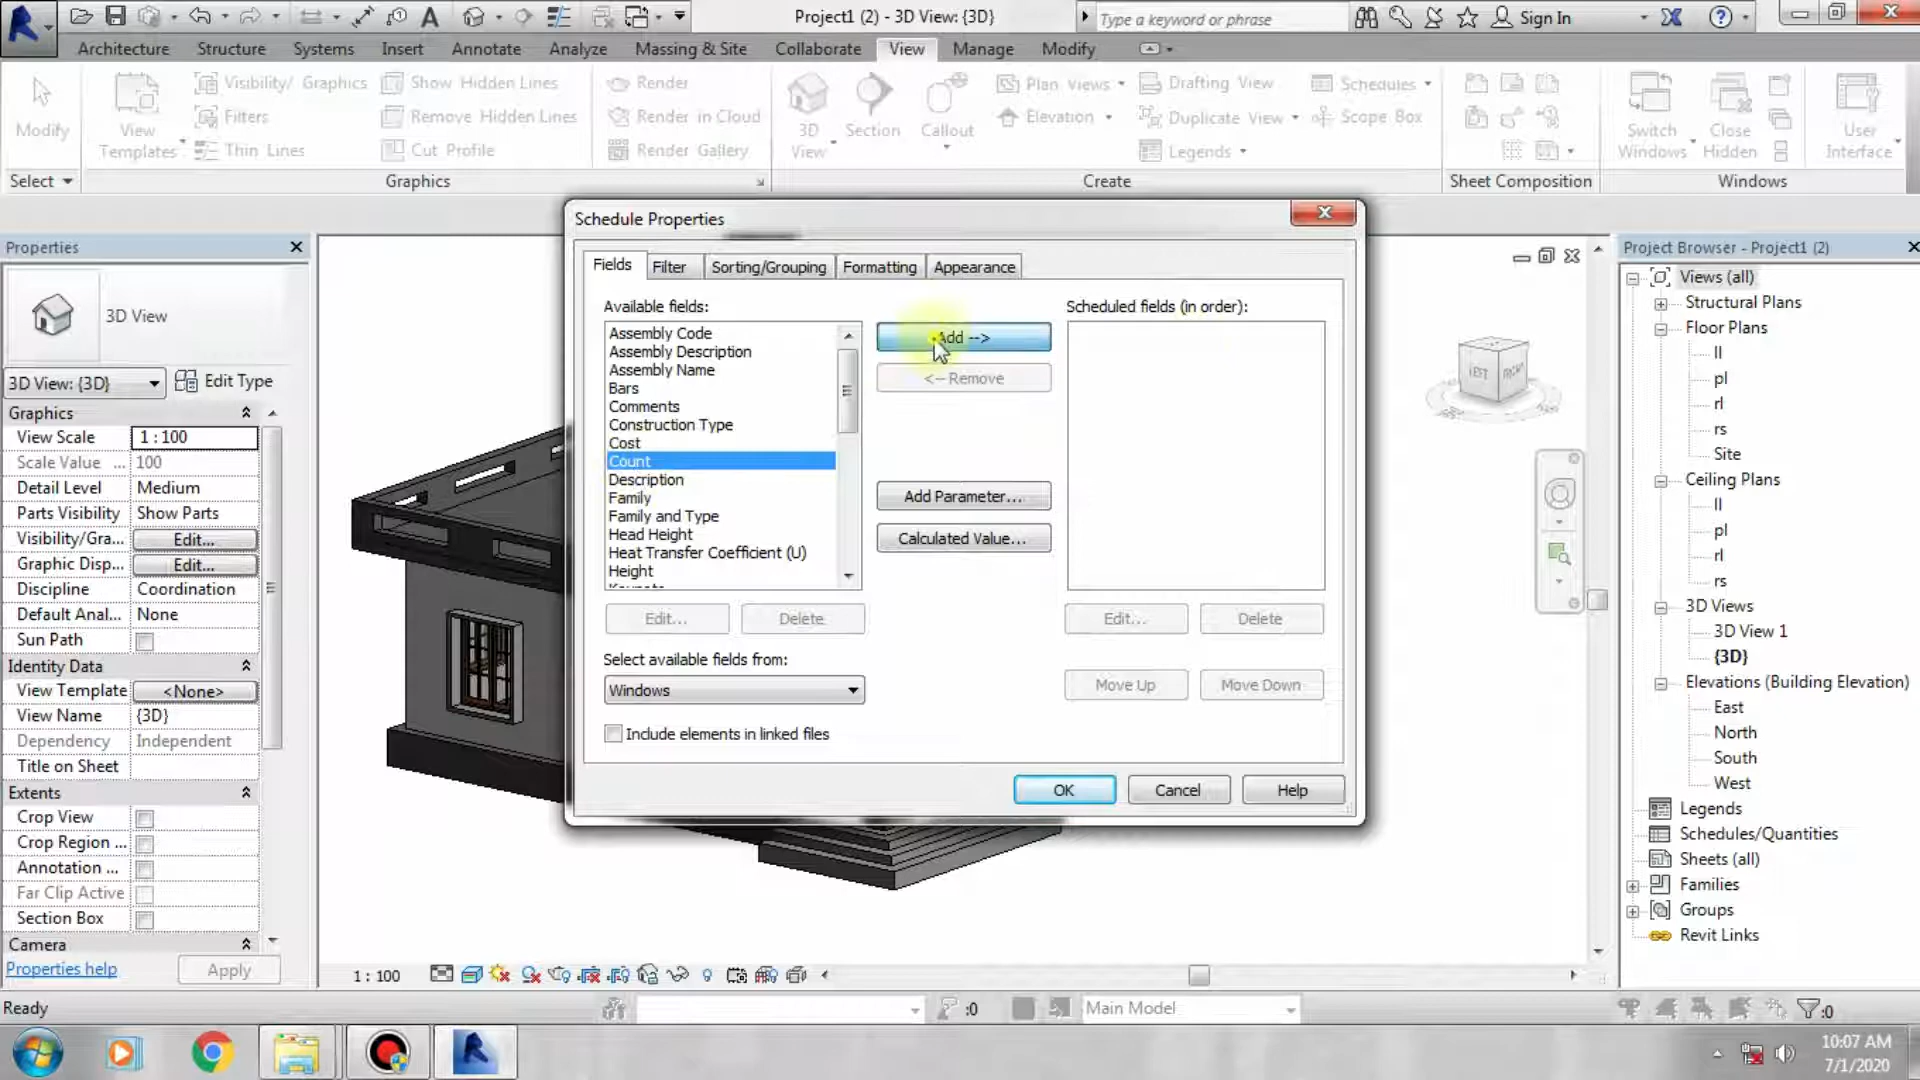 Project1 (2) - 3D View: {3D}
Type a keyword or phrase
Sign In
Architecture Structure Systems Insert Annotate Analyze Massing & Site Collaborate View Manage Modify
Modify
View Templates
Visibility/ Graphics
Filters
Thin Lines
Show Hidden Lines
Remove Hidden Lines
Cut Profile
Render
Render in Cloud
Render Gallery
3D View
Section
Callout
Plan Views
Elevation
Drafting View
Duplicate View
Legends
Schedules
Scope Box
Switch Windows
Close Hidden
User Interface
Select
Graphics
Create
Sheet Composition
Windows
Properties
3D View
3D View: {3D}
Edit Type
Graphics
View Scale 1 : 100
Scale Value ... 100
Detail Level Medium
Parts Visibility Show Parts
Visibility/Gra... Edit...
Graphic Disp... Edit...
Discipline Coordination
Default Anal... None
Sun Path
Identity Data
View Template <None>
View Name {3D}
Dependency Independent
Title on Sheet
Extents
Crop View
Crop Region ...
Annotation ...
Far Clip Active
Section Box
Camera
Properties help
Apply
Schedule Properties
Fields Filter Sorting/Grouping Formatting Appearance
Available fields:
Assembly Code
Assembly Description
Assembly Name
Bars
Comments
Construction Type
Cost
Count
Description
Family
Family and Type
Head Height
Heat Transfer Coefficient (U)
Height
Add -->
<-- Remove
Add Parameter...
Calculated Value...
Scheduled fields (in order):
Edit... Delete
Edit... Delete
Select available fields from:
Windows
Move Up Move Down
Include elements in linked files
OK Cancel Help
LEFT FRONT
Project Browser - Project1 (2)
Views (all)
Structural Plans
Floor Plans
ll
pl
rl
rs
Site
Ceiling Plans
ll
pl
rl
rs
3D Views
3D View 1
{3D}
Elevations (Building Elevation)
East
North
South
West
Legends
Schedules/Quantities
Sheets (all)
Families
Groups
Revit Links
1 : 100
Ready
:0
Main Model
:0
10:07 AM
7/1/2020